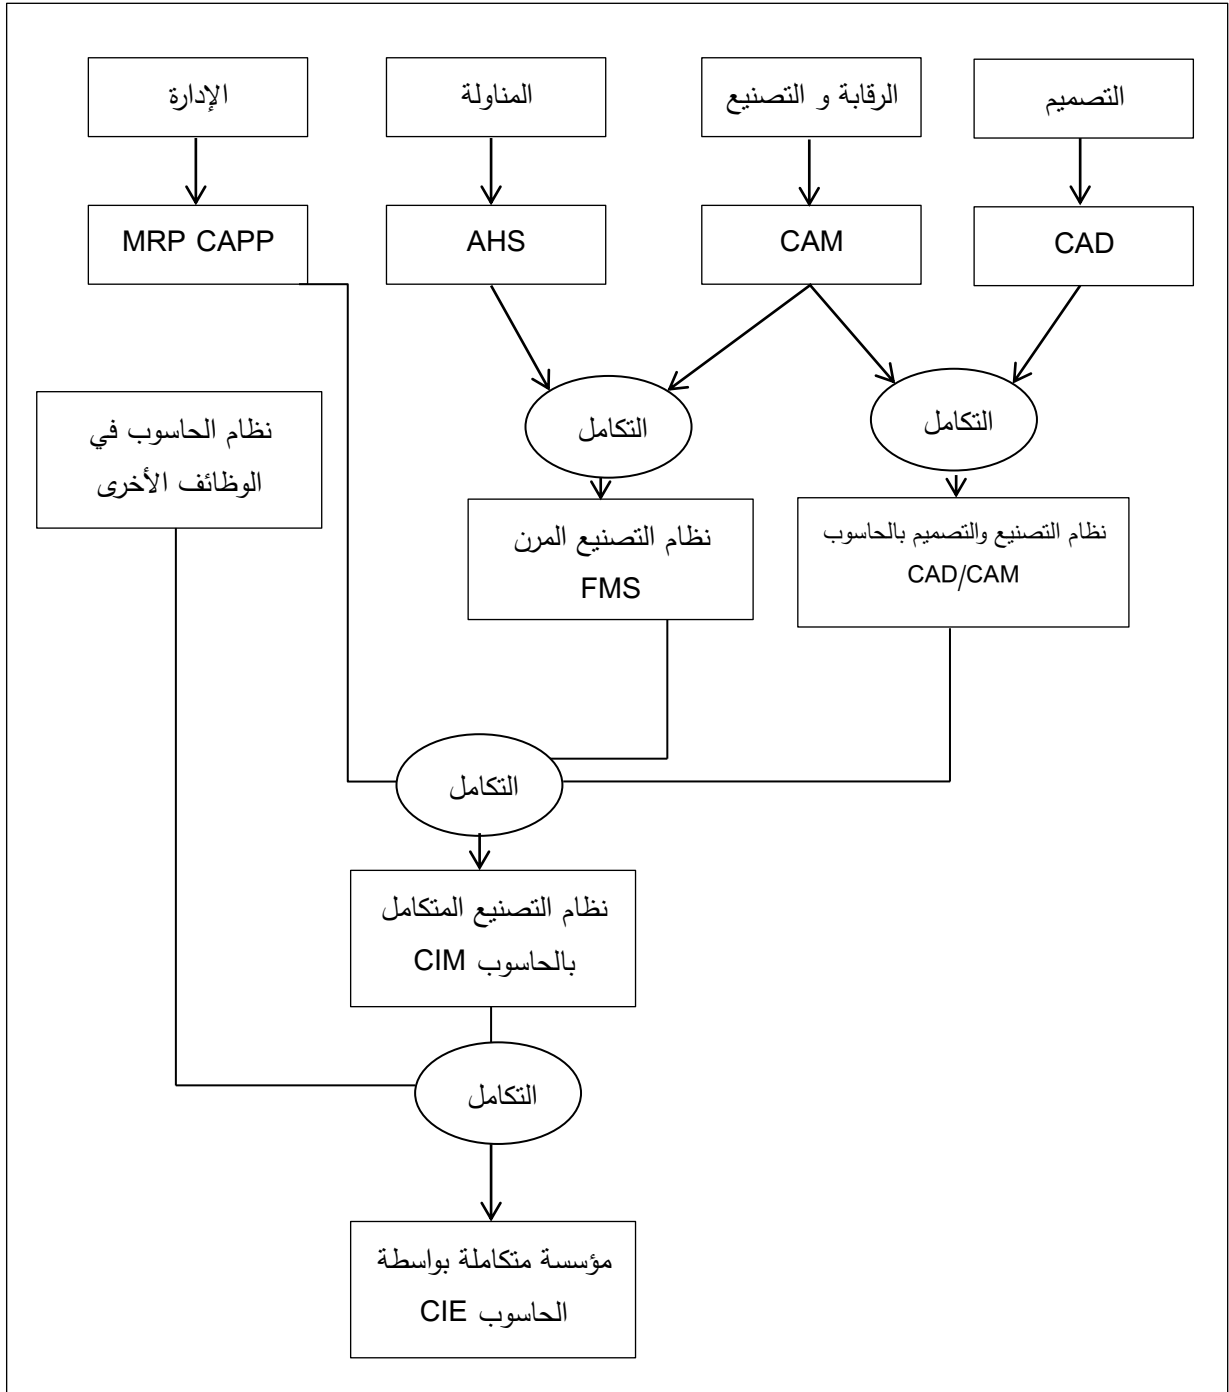 التصميم
الرقابة و التصنيع
المناولة
الإدارة
CAD
CAM
AHS
MRP CAPP
التكامل
التكامل
نظام الحاسوب في
الوظائف الأخرى
نظام التصنيع والتصميم بالحاسوب
CAD/CAM
نظام التصنيع المرن
FMS
التكامل
نظام التصنيع المتكامل
بالحاسوب CIM
التكامل
مؤسسة متكاملة بواسطة
الحاسوب CIE